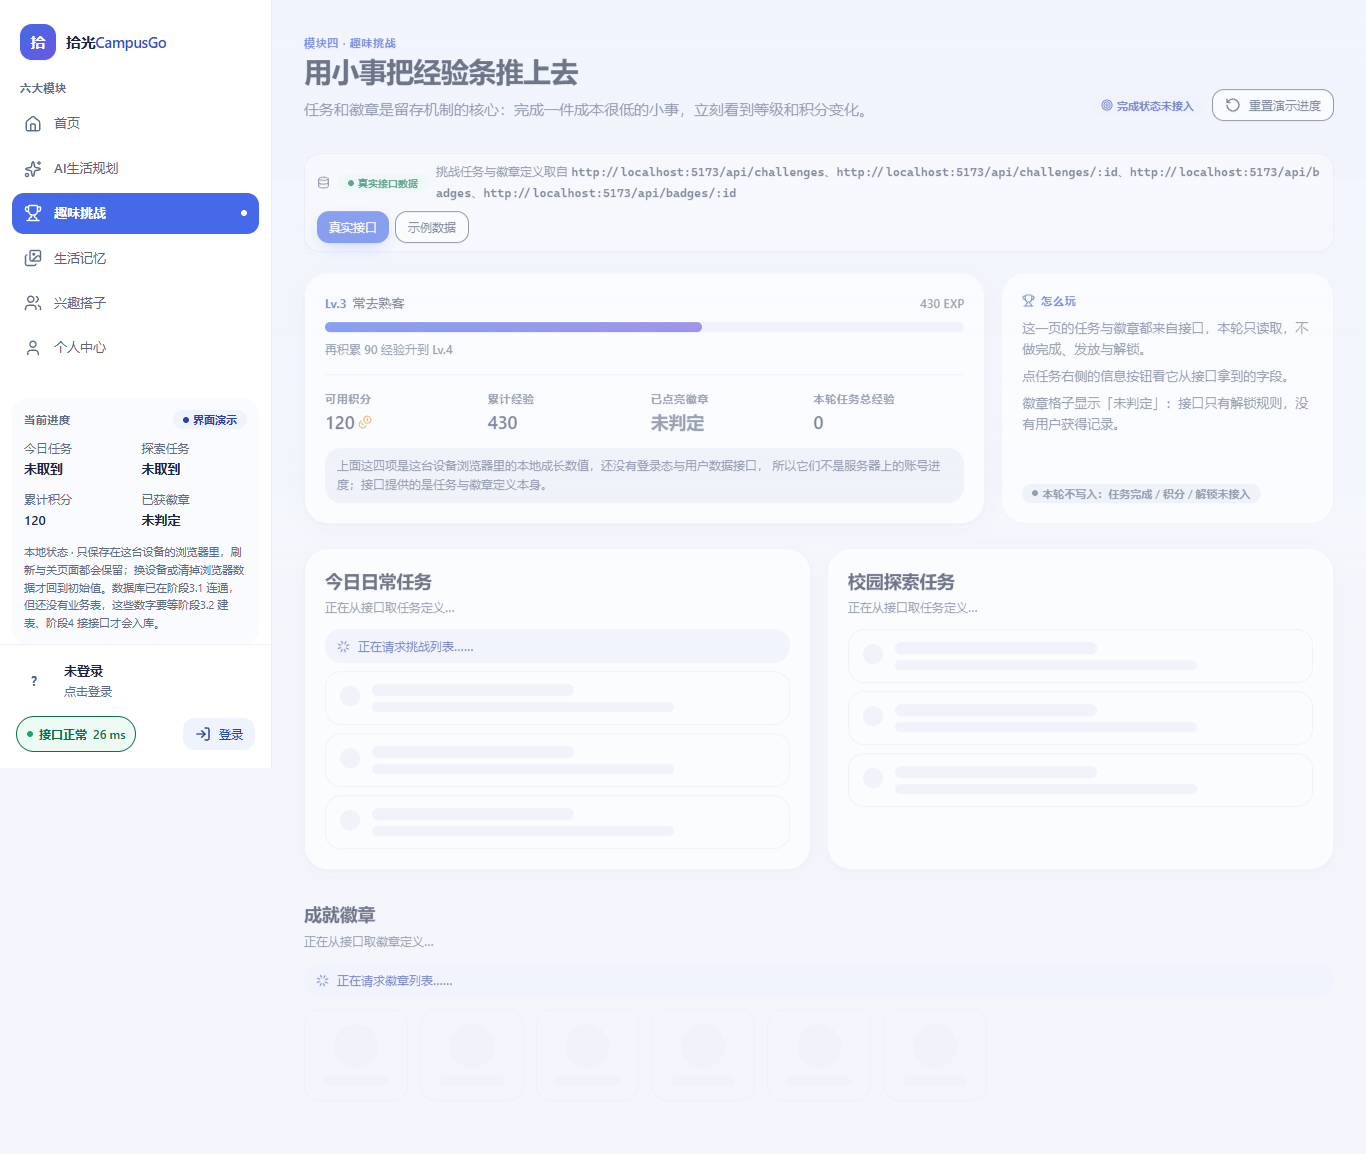 拾 拾光CampusGo
六大模块
首页
AI生活规划
趣味挑战
生活记忆
兴趣搭子
个人中心
当前进度 界面演示
今日任务 探索任务
未取到 未取到
累计积分 已获徽章
120 未判定
本地状态 · 只保存在这台设备的浏览器里，刷
新与关页面都会保留；换设备或清掉浏览器数
据才回到初始值。数据库已在阶段3.1 连通，
但还没有业务表，这些数字要等阶段3.2 建
表、阶段4 接接口才会入库。
? 未登录
点击登录
接口正常 26 ms 登录
模块四 · 趣味挑战
用小事把经验条推上去
任务和徽章是留存机制的核心：完成一件成本很低的小事，立刻看到等级和积分变化。
完成状态未接入 重置演示进度
真实接口数据 挑战任务与徽章定义取自 http://localhost:5173/api/challenges、http://localhost:5173/api/challenges/:id、http://localhost:5173/api/b
adges、http://localhost:5173/api/badges/:id
真实接口 示例数据
Lv.3 常去熟客 430 EXP
再积累 90 经验升到 Lv.4
可用积分 累计经验 已点亮徽章 本轮任务总经验
120 430 未判定 0
上面这四项是这台设备浏览器里的本地成长数值，还没有登录态与用户数据接口， 所以它们不是服务器上的账号进
度；接口提供的是任务与徽章定义本身。
怎么玩
这一页的任务与徽章都来自接口，本轮只读取，不
做完成、发放与解锁。
点任务右侧的信息按钮看它从接口拿到的字段。
徽章格子显示「未判定」：接口只有解锁规则，没
有用户获得记录。
本轮不写入：任务完成 / 积分 / 解锁未接入
今日日常任务
正在从接口取任务定义...
正在请求挑战列表……
校园探索任务
正在从接口取任务定义...
成就徽章
正在从接口取徽章定义...
正在请求徽章列表……